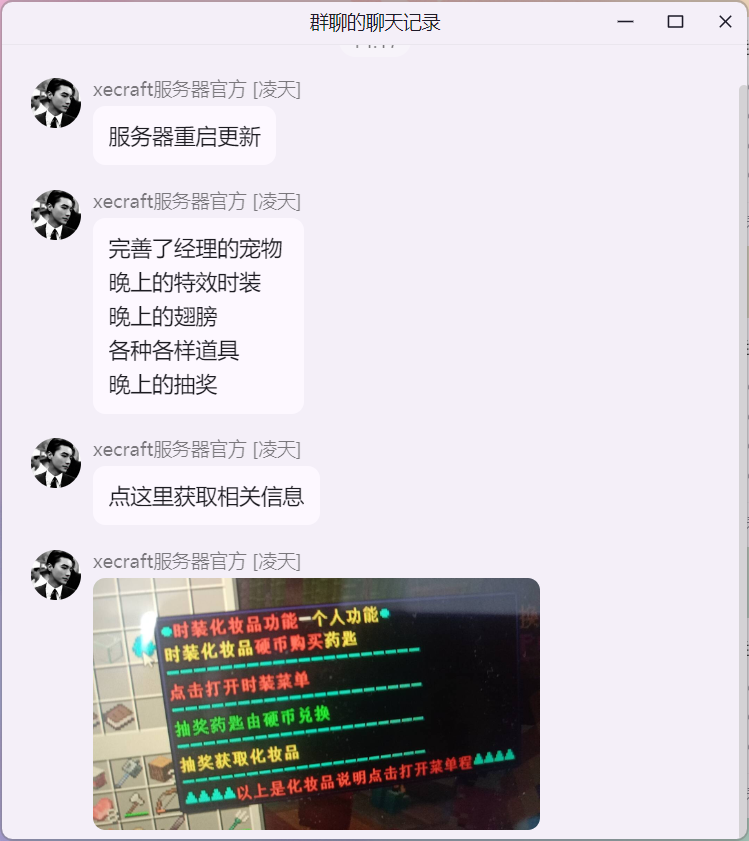 群聊的聊天记录
xecraft服务器官方 [凌天]
服务器重启更新
xecraft服务器官方 [凌天]
完善了经理的宠物
晚上的特效时装
晚上的翅膀
各种各样道具
晚上的抽奖
xecraft服务器官方 [凌天]
点这里获取相关信息
xecraft服务器官方 [凌天]
时装化妆品功能—个人功能
时装化妆品硬币购买药匙
点击打开时装菜单
抽奖药匙由硬币兑换
抽奖获取化妆品
以上是化妆品说明点击打开菜单程